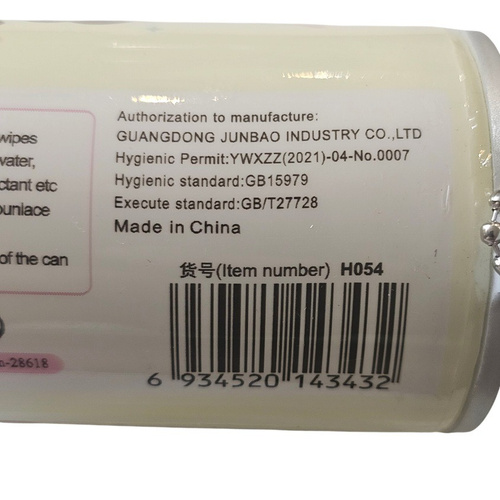 wipes
water,
ctant etc
ounlace
of the can
-28618
Authorization to manufacture:
GUANGDONG JUNBAO INDUSTRY CO.,LTD
Hygienic Permit:YWXZZ(2021)-04-No.0007
Hygienic standard:GB15979
Execute standard:GB/T27728
Made in China
货号(Item number) H054
6 934520 143432